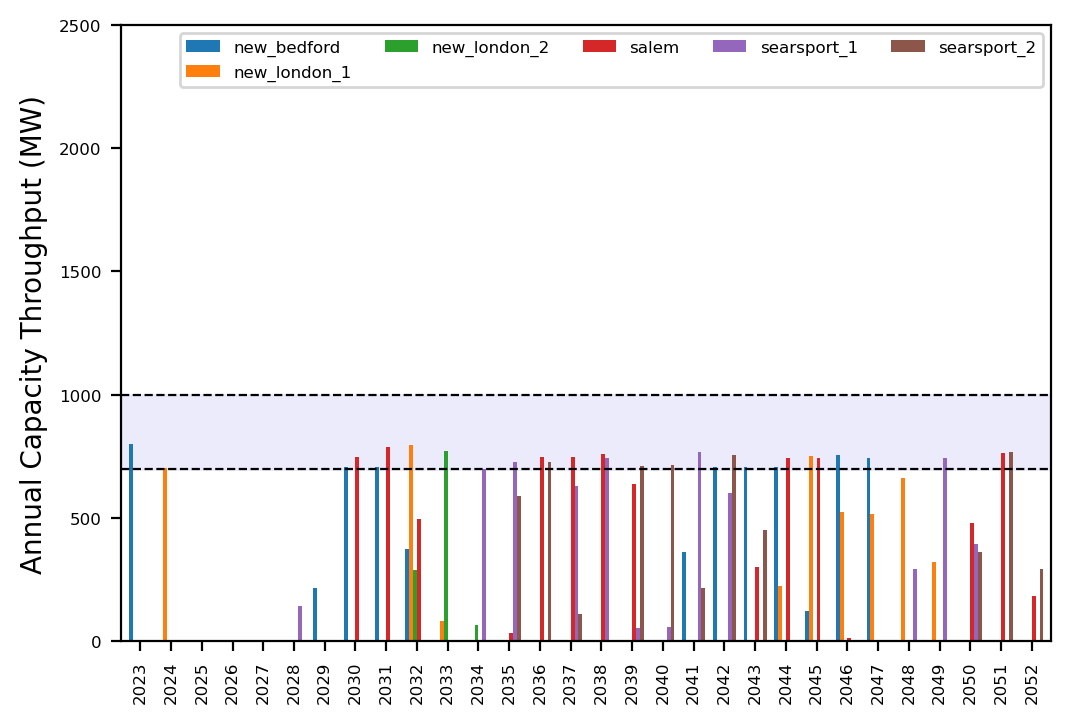 Annual Capacity Throughput (MW)
2500
2000
1500
1000
500
0
new_bedford new_london_2 salem searsport_1 searsport_2
new_london_1
2023 2024 2025 2026 2027 2028 2029 2030 2031 2032 2033 2034 2035 2036 2037 2038 2039 2040 2041 2042 2043 2044 2045 2046 2047 2048 2049 2050 2051 2052